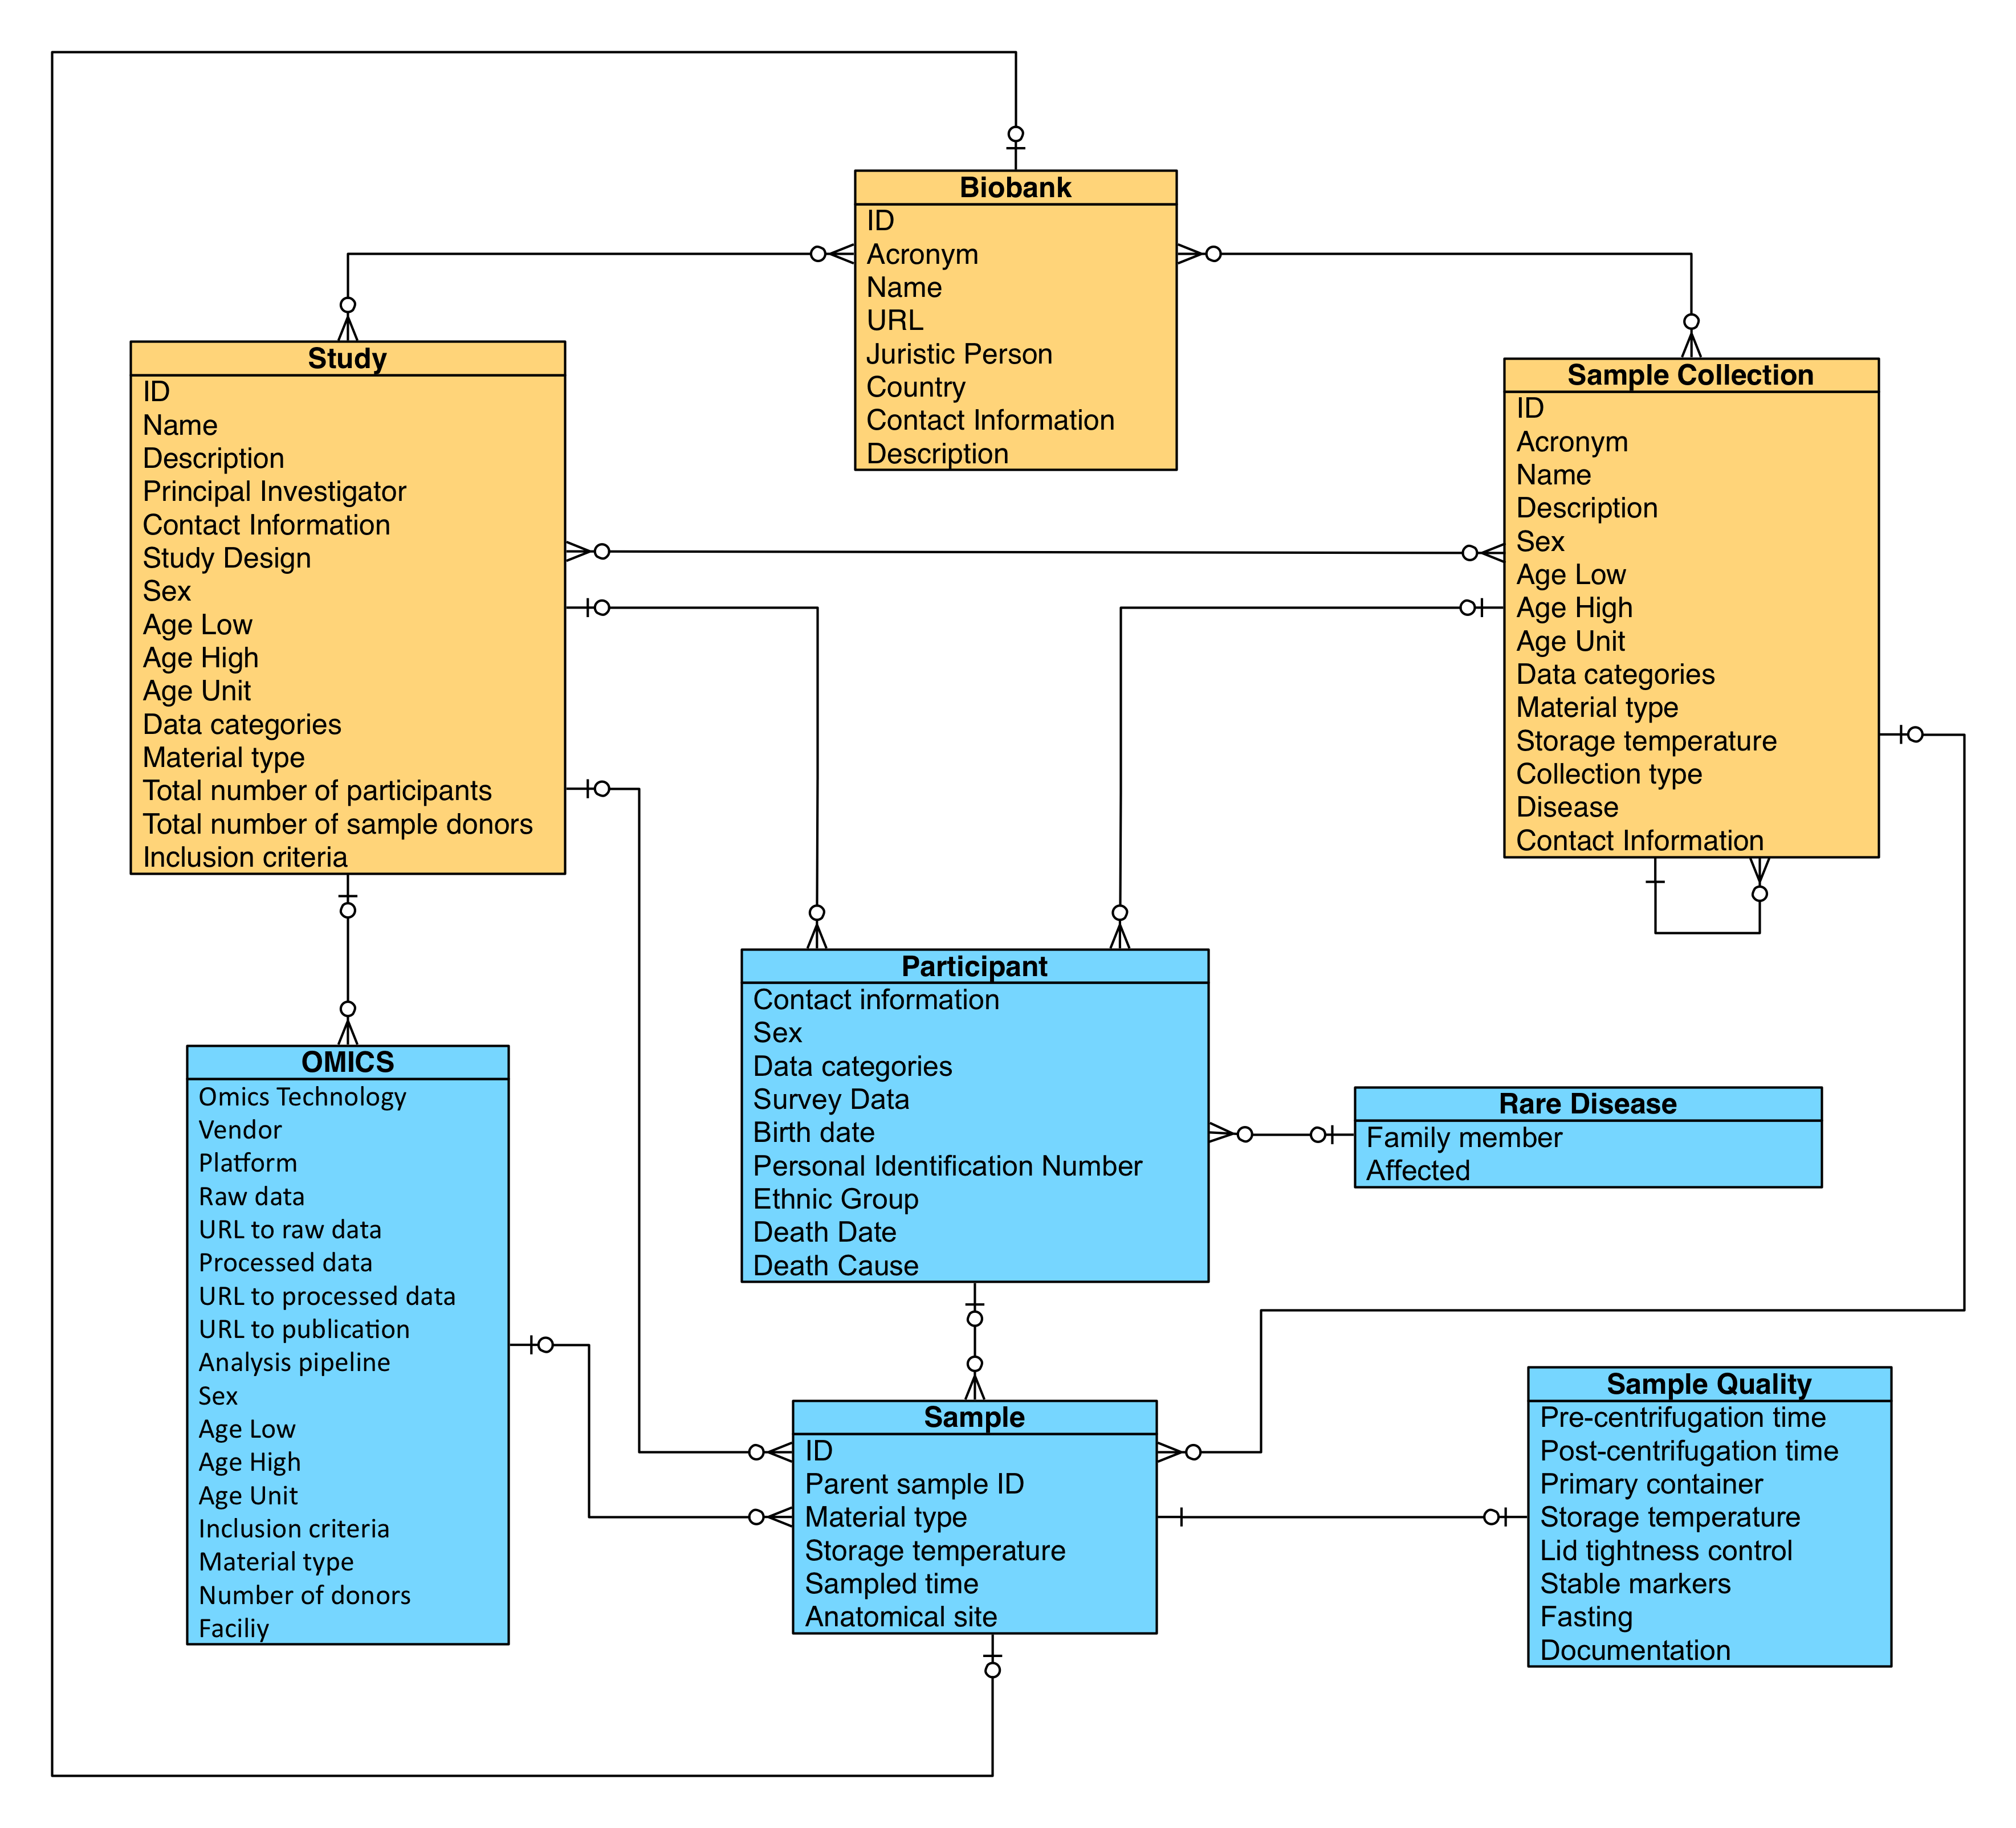 Biobank
ID
Acronym
Name
URL
Juristic Person
Country
Contact Information
Description
Study
ID
Name
Description
Principal Investigator
Contact Information
Study Design
Sex
Age Low
Age High
Age Unit
Data categories
Material type
Total number of participants
Total number of sample donors
Inclusion criteria
Sample Collection
ID
Acronym
Name
Description
Sex
Age Low
Age High
Age Unit
Data categories
Material type
Storage temperature
Collection type
Disease
Contact Information
Participant
Contact information
Sex
Data categories
Survey Data
Birth date
Personal Identification Number
Ethnic Group
Death Date
Death Cause
OMICS
Omics Technology
Vendor
Platform
Raw data
URL to raw data
Processed data
URL to processed data
URL to publication
Analysis pipeline
Sex
Age Low
Age High
Age Unit
Inclusion criteria
Material type
Number of donors
Faciliy
Rare Disease
Family member
Affected
Sample
ID
Parent sample ID
Material type
Storage temperature
Sampled time
Anatomical site
Sample Quality
Pre-centrifugation time
Post-centrifugation time
Primary container
Storage temperature
Lid tightness control
Stable markers
Fasting
Documentation